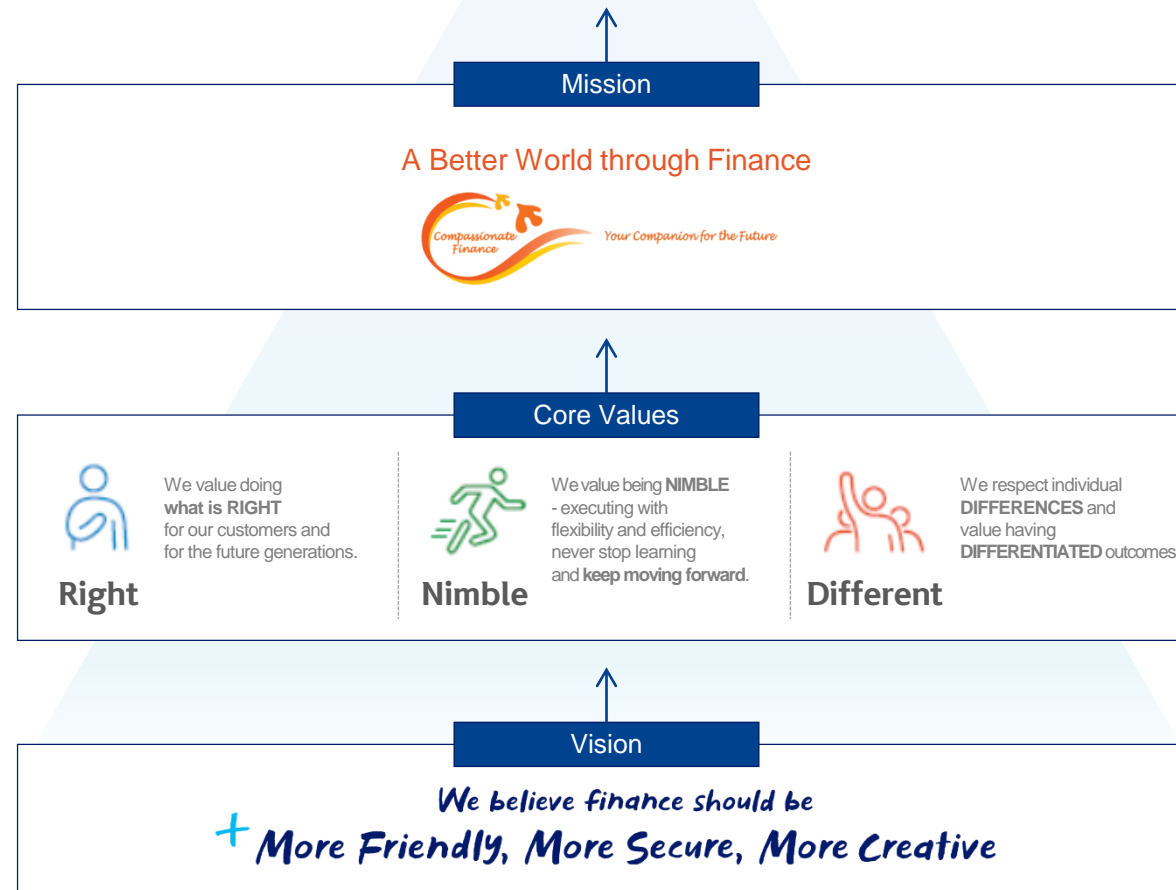 Mission
A Better World through Finance
Compassionate
Finance
Your Companion for the Future
Core Values
We value doing
what is RIGHT
for our customers and
for the future generations.
Right
We value being NIMBLE
- executing with
flexibility and efficiency,
never stop learning
and keep moving forward.
Nimble
We respect individual
DIFFERENCES and
value having
DIFFERENTIATED outcomes
Different
Vision
We believe finance should be
+ More Friendly, More Secure, More Creative